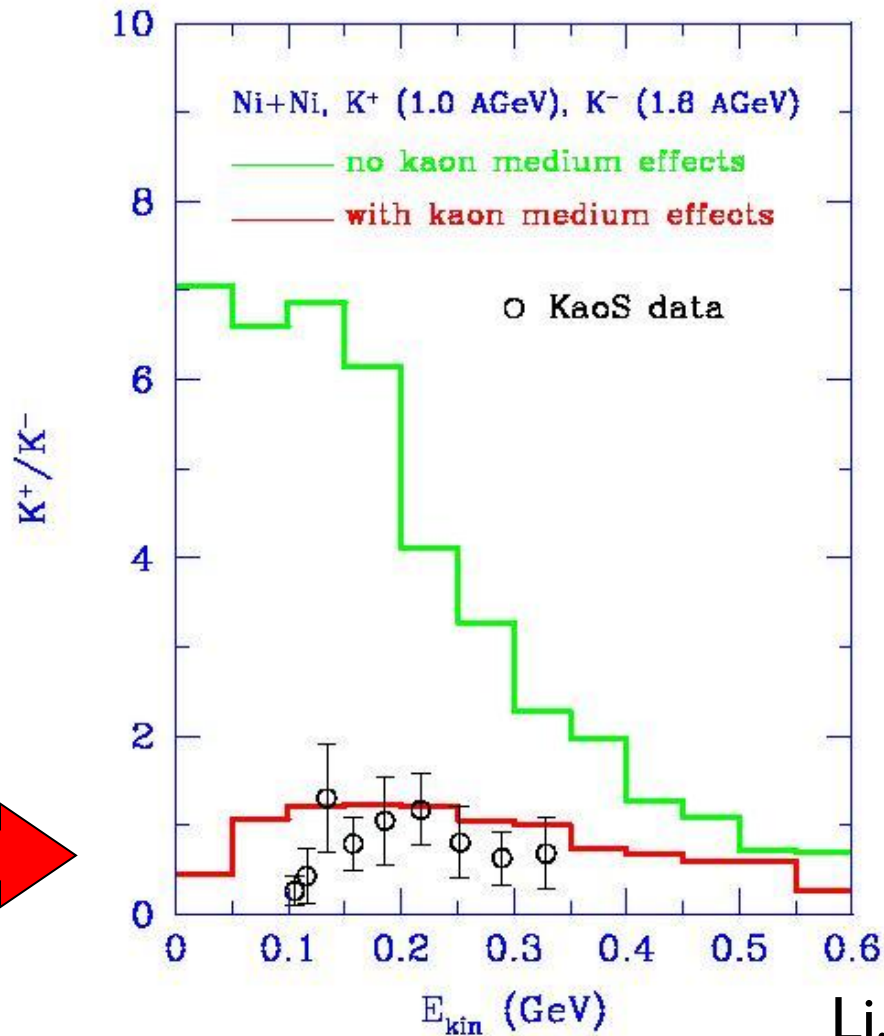 10
Ni+Ni, K⁺ (1.0 AGeV), K⁻ (1.8 AGeV)
no kaon medium effects
8
with kaon medium effects
KaoS data
6
K⁺/K⁻
4
2
0
0 0.1 0.2 0.3 0.4 0.5 0.6
E_kin (GeV)